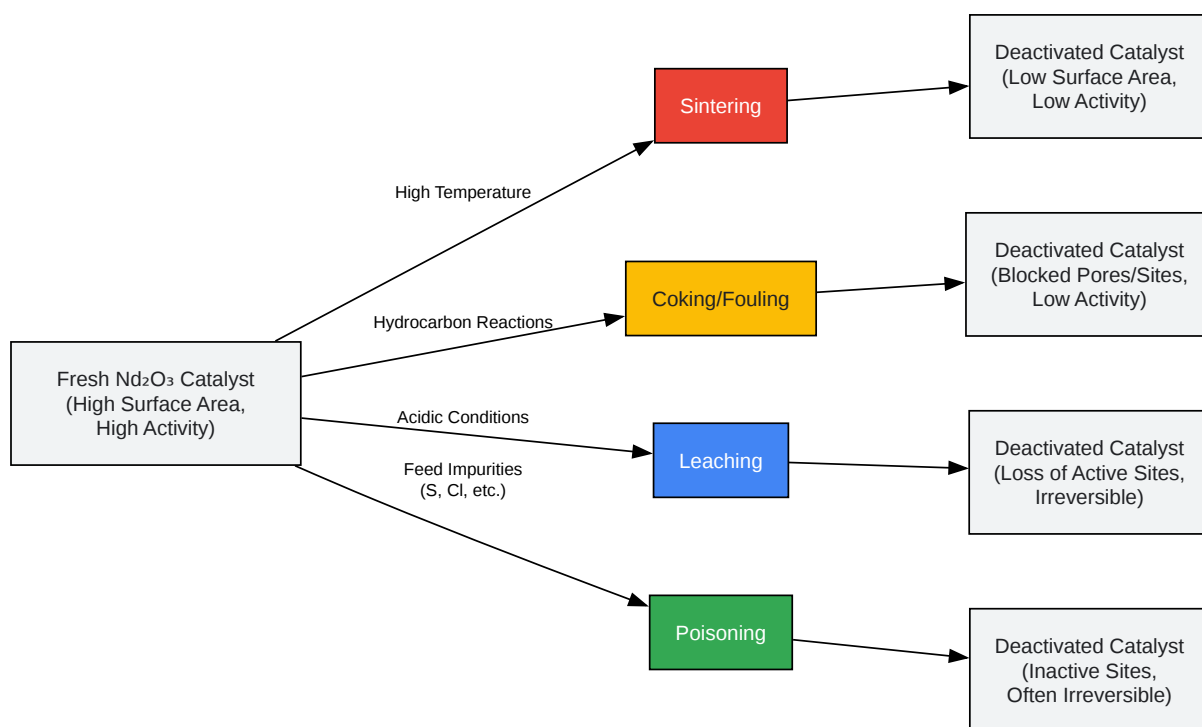 Fresh Nd₂O₃ Catalyst
(High Surface Area,
High Activity)
High Temperature
Hydrocarbon Reactions
Acidic Conditions
Feed Impurities
(S, Cl, etc.)
Sintering
Coking/Fouling
Leaching
Poisoning
Deactivated Catalyst
(Low Surface Area,
Low Activity)
Deactivated Catalyst
(Blocked Pores/Sites,
Low Activity)
Deactivated Catalyst
(Loss of Active Sites,
Irreversible)
Deactivated Catalyst
(Inactive Sites,
Often Irreversible)